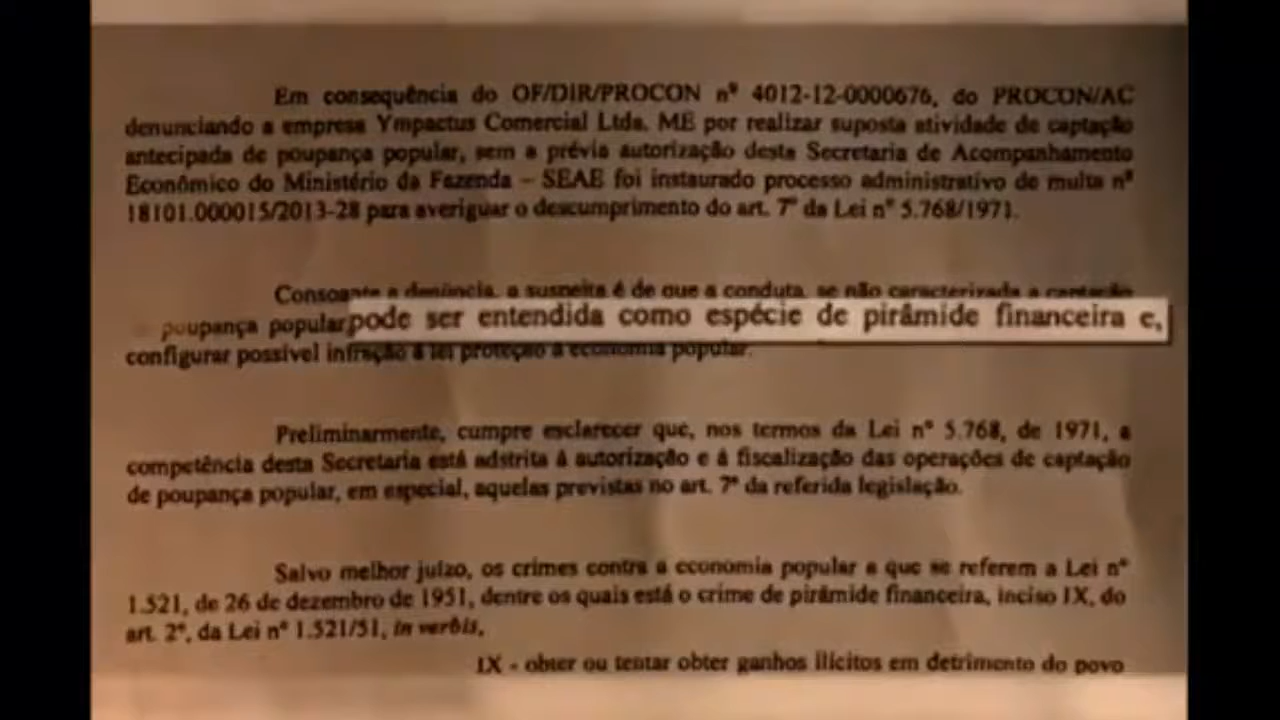 Em consequência do OF/DIR/PROCON nº 4012-12-0000676, do PROCON/AC
denunciando a empresa Ympactus Comercial Ltda. ME por realizar suposta atividade de captação
antecipada de poupança popular, sem a prévia autorização desta Secretaria de Acompanhamento
Econômico do Ministério da Fazenda – SEAE foi instaurado processo administrativo de multa nº
18101.000015/2013-28 para averiguar o descumprimento do art. 7º da Lei nº 5.768/1971.
Consoante a denúncia, a suspeita é de que a conduta, se não caracterizada a captação
poupança popular pode ser entendida como espécie de pirâmide financeira e,
configurar possível infração à lei proteção à economia popular.
Preliminarmente, cumpre esclarecer que, nos termos da Lei nº 5.768, de 1971, a
competência desta Secretaria está adstrita à autorização e à fiscalização das operações de captação
de poupança popular, em especial, aquelas previstas no art. 7º da referida legislação.
Salvo melhor juízo, os crimes contra a economia popular a que se referem a Lei nº
1.521, de 26 de dezembro de 1951, dentre os quais está o crime de pirâmide financeira, inciso IX, do
art. 2º, da Lei nº 1.521/51, in verbis,
IX - obter ou tentar obter ganhos ilícitos em detrimento do povo